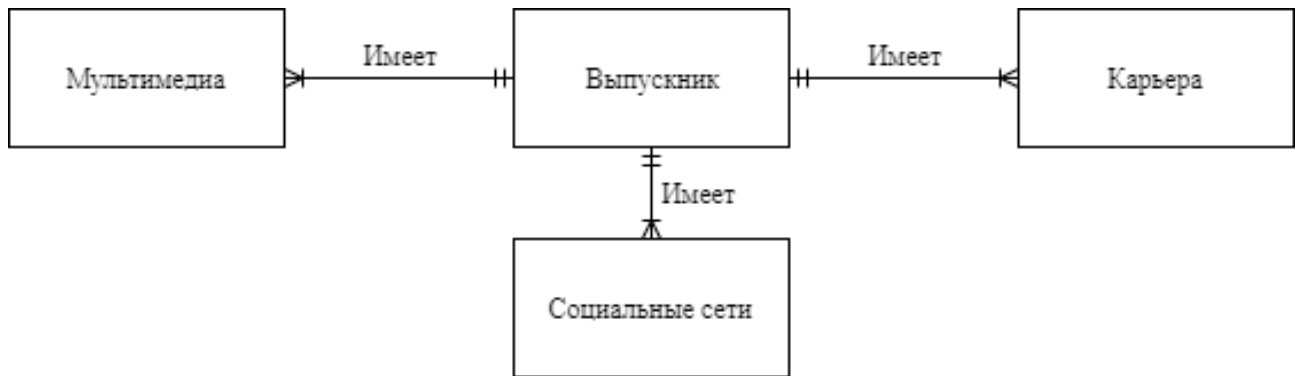 Имеет
Имеет
Мультимедиа
Выпускник
Карьера
Имеет
Социальные сети